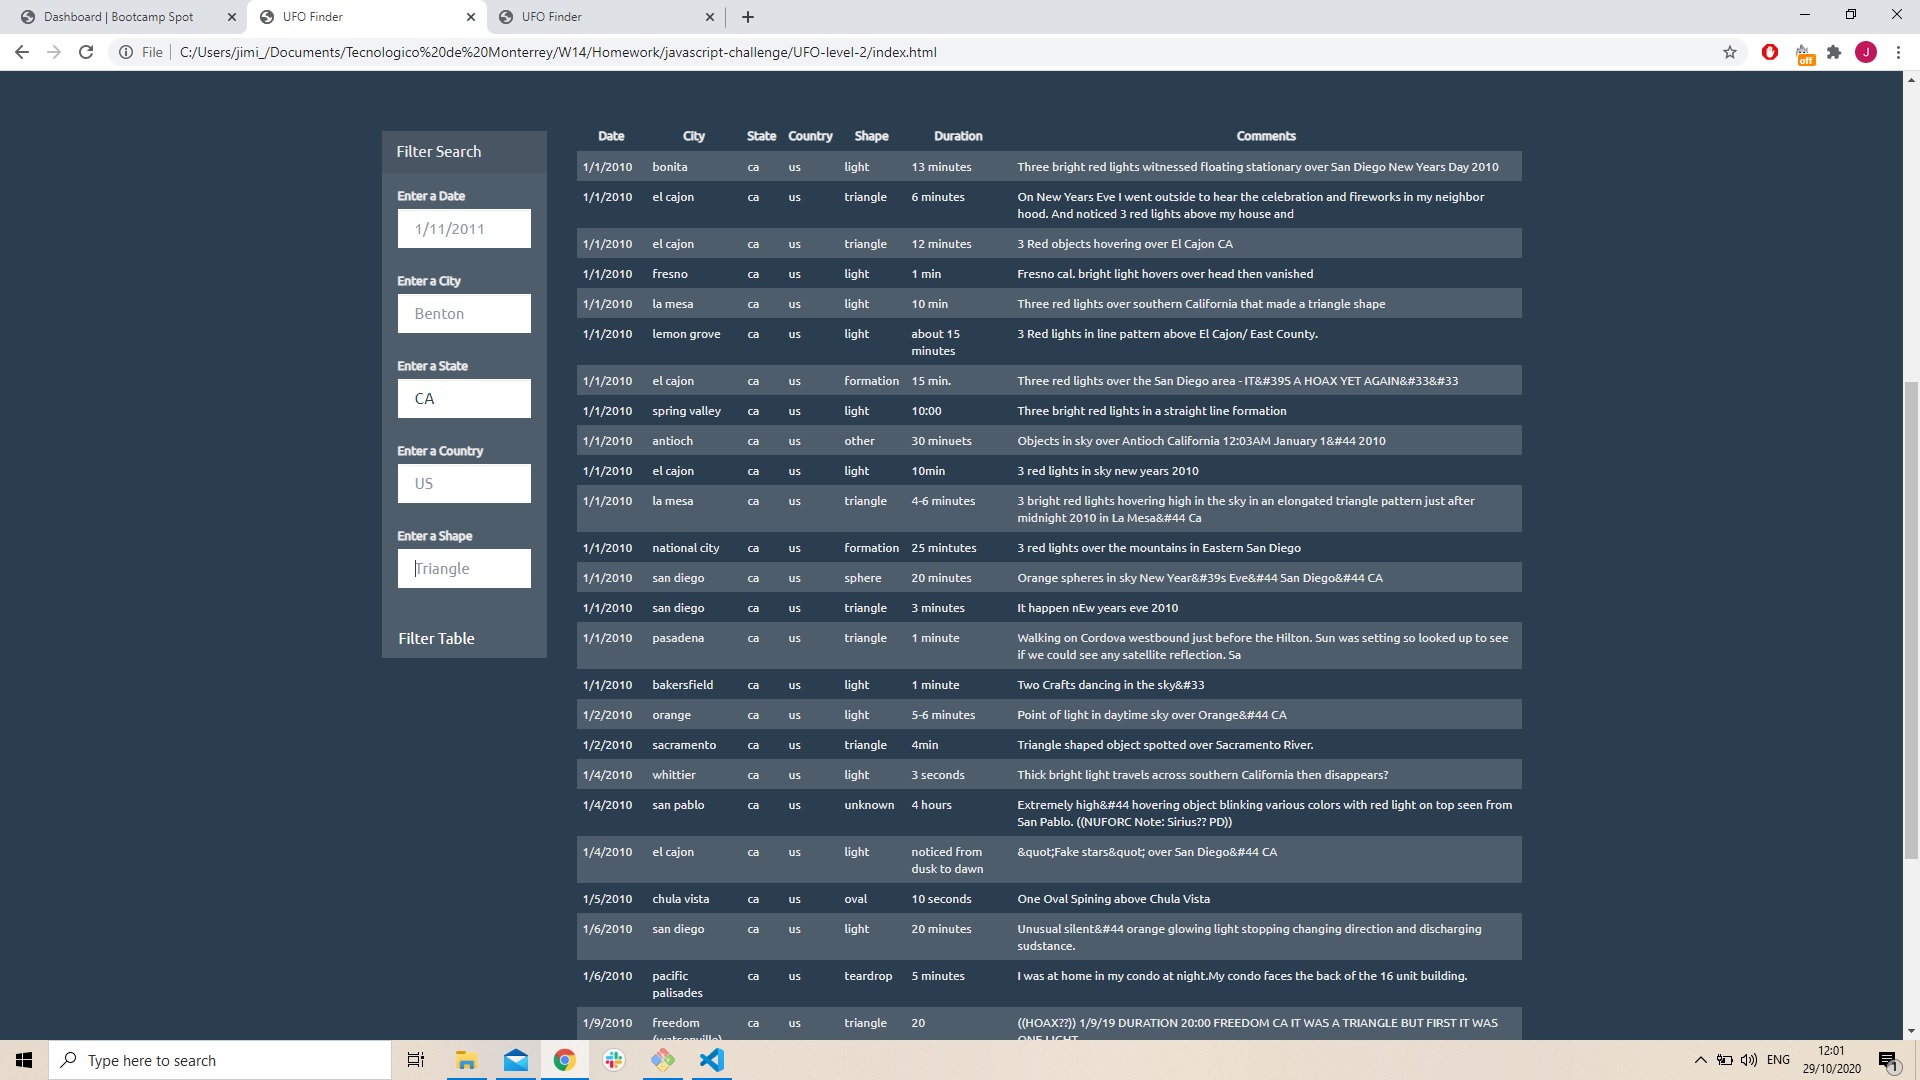 Dashboard | Bootcamp Spot
UFO Finder
UFO Finder
File
C:/Users/jimi_/Documents/Tecnologico%20de%20Monterrey/W14/Homework/javascript-challenge/UFO-level-2/index.html
off
J
Filter Search
Enter a Date
1/11/2011
Enter a City
Benton
Enter a State
CA
Enter a Country
US
Enter a Shape
Triangle
Filter Table
Date City State Country Shape Duration Comments
1/1/2010 bonita ca us light 13 minutes Three bright red lights witnessed floating stationary over San Diego New Years Day 2010
1/1/2010 el cajon ca us triangle 6 minutes On New Years Eve I went outside to hear the celebration and fireworks in my neighbor
hood. And noticed 3 red lights above my house and
1/1/2010 el cajon ca us triangle 12 minutes 3 Red objects hovering over El Cajon CA
1/1/2010 fresno ca us light 1 min Fresno cal. bright light hovers over head then vanished
1/1/2010 la mesa ca us light 10 min Three red lights over southern California that made a triangle shape
1/1/2010 lemon grove ca us light about 15 3 Red lights in line pattern above El Cajon/ East County.
minutes
1/1/2010 el cajon ca us formation 15 min. Three red lights over the San Diego area - IT&#39S A HOAX YET AGAIN&#33&#33
1/1/2010 spring valley ca us light 10:00 Three bright red lights in a straight line formation
1/1/2010 antioch ca us other 30 minuets Objects in sky over Antioch California 12:03AM January 1&#44 2010
1/1/2010 el cajon ca us light 10min 3 red lights in sky new years 2010
1/1/2010 la mesa ca us triangle 4-6 minutes 3 bright red lights hovering high in the sky in an elongated triangle pattern just after
midnight 2010 in La Mesa&#44 Ca
1/1/2010 national city ca us formation 25 mintutes 3 red lights over the mountains in Eastern San Diego
1/1/2010 san diego ca us sphere 20 minutes Orange spheres in sky New Year&#39s Eve&#44 San Diego&#44 CA
1/1/2010 san diego ca us triangle 3 minutes It happen nEw years eve 2010
1/1/2010 pasadena ca us triangle 1 minute Walking on Cordova westbound just before the Hilton. Sun was setting so looked up to see
if we could see any satellite reflection. Sa
1/1/2010 bakersfield ca us light 1 minute Two Crafts dancing in the sky&#33
1/2/2010 orange ca us light 5-6 minutes Point of light in daytime sky over Orange&#44 CA
1/2/2010 sacramento ca us triangle 4min Triangle shaped object spotted over Sacramento River.
1/4/2010 whittier ca us light 3 seconds Thick bright light travels across southern California then disappears?
1/4/2010 san pablo ca us unknown 4 hours Extremely high&#44 hovering object blinking various colors with red light on top seen from
San Pablo. ((NUFORC Note: Sirius?? PD))
1/4/2010 el cajon ca us light noticed from &quot;Fake stars&quot; over San Diego&#44 CA
dusk to dawn
1/5/2010 chula vista ca us oval 10 seconds One Oval Spining above Chula Vista
1/6/2010 san diego ca us light 20 minutes Unusual silent&#44 orange glowing light stopping changing direction and discharging
sudstance.
1/6/2010 pacific ca us teardrop 5 minutes I was at home in my condo at night.My condo faces the back of the 16 unit building.
palisades
1/9/2010 freedom ca us triangle 20 ((HOAX??)) 1/9/19 DURATION 20:00 FREEDOM CA IT WAS A TRIANGLE BUT FIRST IT WAS
(watsonville) ONE LIGHT
Type here to search
ENG
12:01
29/10/2020
1